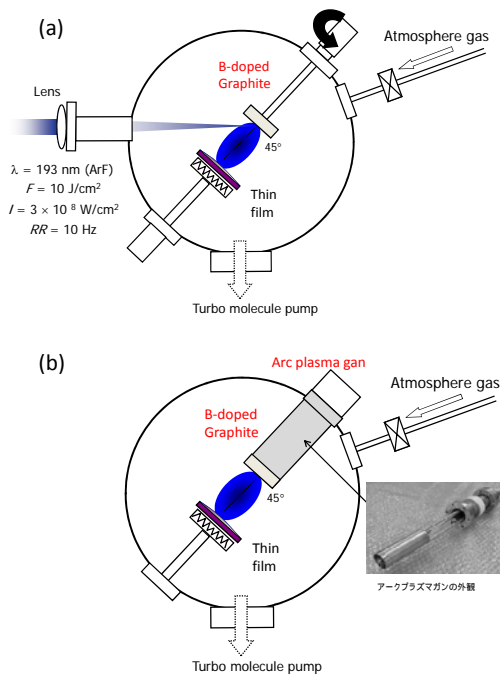 (a)
B-doped
Graphite
Atmosphere gas
Lens
45°
λ = 193 nm (ArF)
F = 10 J/cm²
I = 3 × 10 ⁸ W/cm²
RR = 10 Hz
Thin
film
Turbo molecule pump
(b)
Arc plasma gan
B-doped
Graphite
Atmosphere gas
45°
Thin
film
アークプラズマガンの外観
Turbo molecule pump